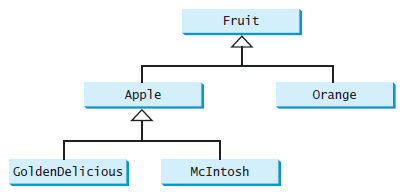 Fruit
Apple
Orange
GoldenDelicious
McIntosh